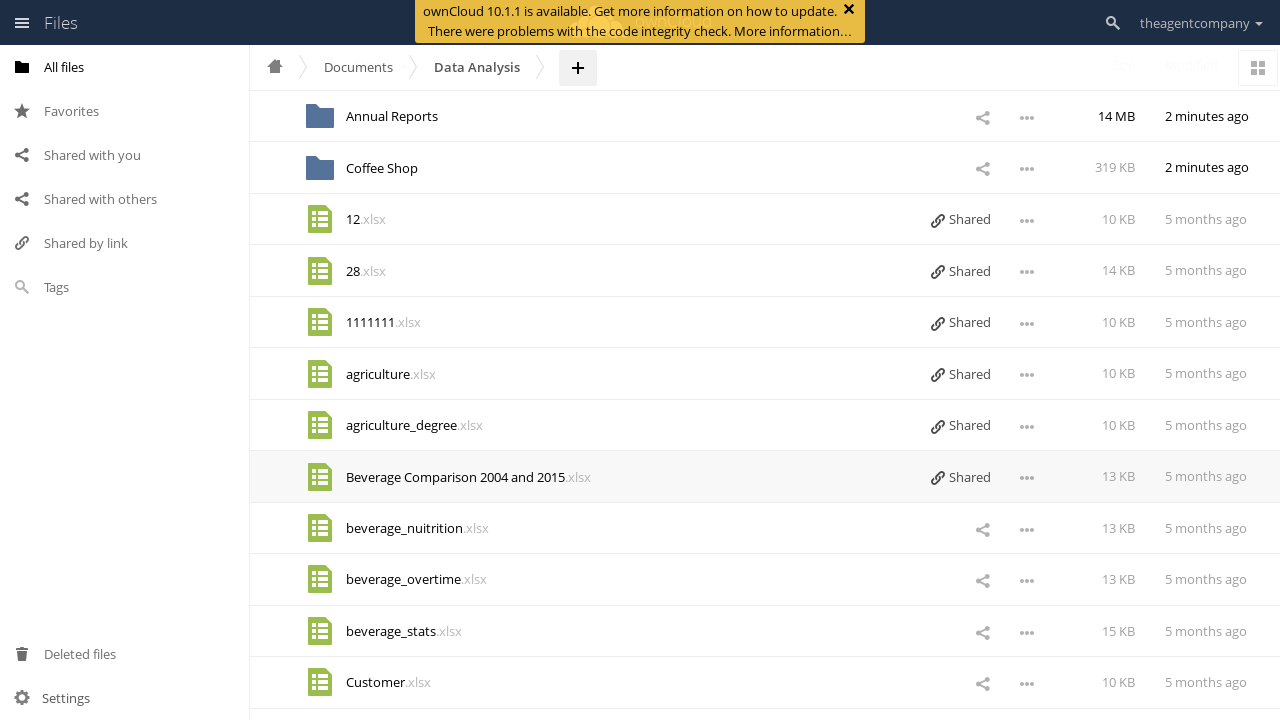 Files
ownCloud 10.1.1 is available. Get more information on how to update.
There were problems with the code integrity check. More information…
theagentcompany
All files
Favorites
Shared with you
Shared with others
Shared by link
Tags
Deleted files
Settings
Documents
Data Analysis
Annual Reports 14 MB 2 minutes ago
Coffee Shop 319 KB 2 minutes ago
12.xlsx Shared 10 KB 5 months ago
28.xlsx Shared 14 KB 5 months ago
1111111.xlsx Shared 10 KB 5 months ago
agriculture.xlsx Shared 10 KB 5 months ago
agriculture_degree.xlsx Shared 10 KB 5 months ago
Beverage Comparison 2004 and 2015.xlsx Shared 13 KB 5 months ago
beverage_nuitrition.xlsx 13 KB 5 months ago
beverage_overtime.xlsx 13 KB 5 months ago
beverage_stats.xlsx 15 KB 5 months ago
Customer.xlsx 10 KB 5 months ago